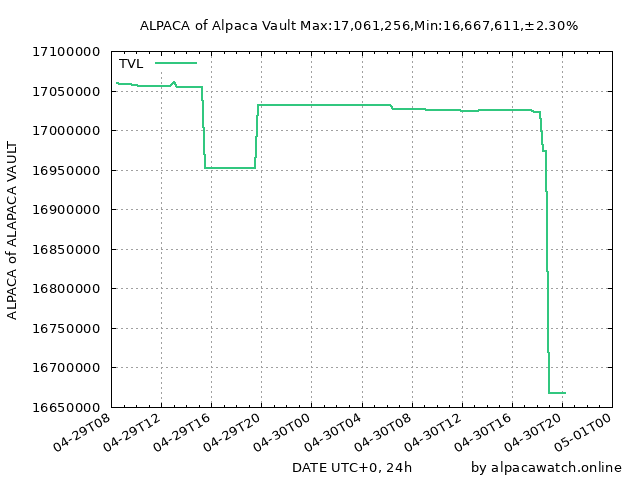 ALPACA of Alpaca Vault Max:17,061,256,Min:16,667,611,±2.30%
TVL
ALPACA of ALAPACA VAULT
17100000
17050000
17000000
16950000
16900000
16850000
16800000
16750000
16700000
16650000
04-29T08
04-29T12
04-29T16
04-29T20
04-30T00
04-30T04
04-30T08
04-30T12
04-30T16
04-30T20
05-01T00
DATE UTC+0, 24h
by alpacawatch.online